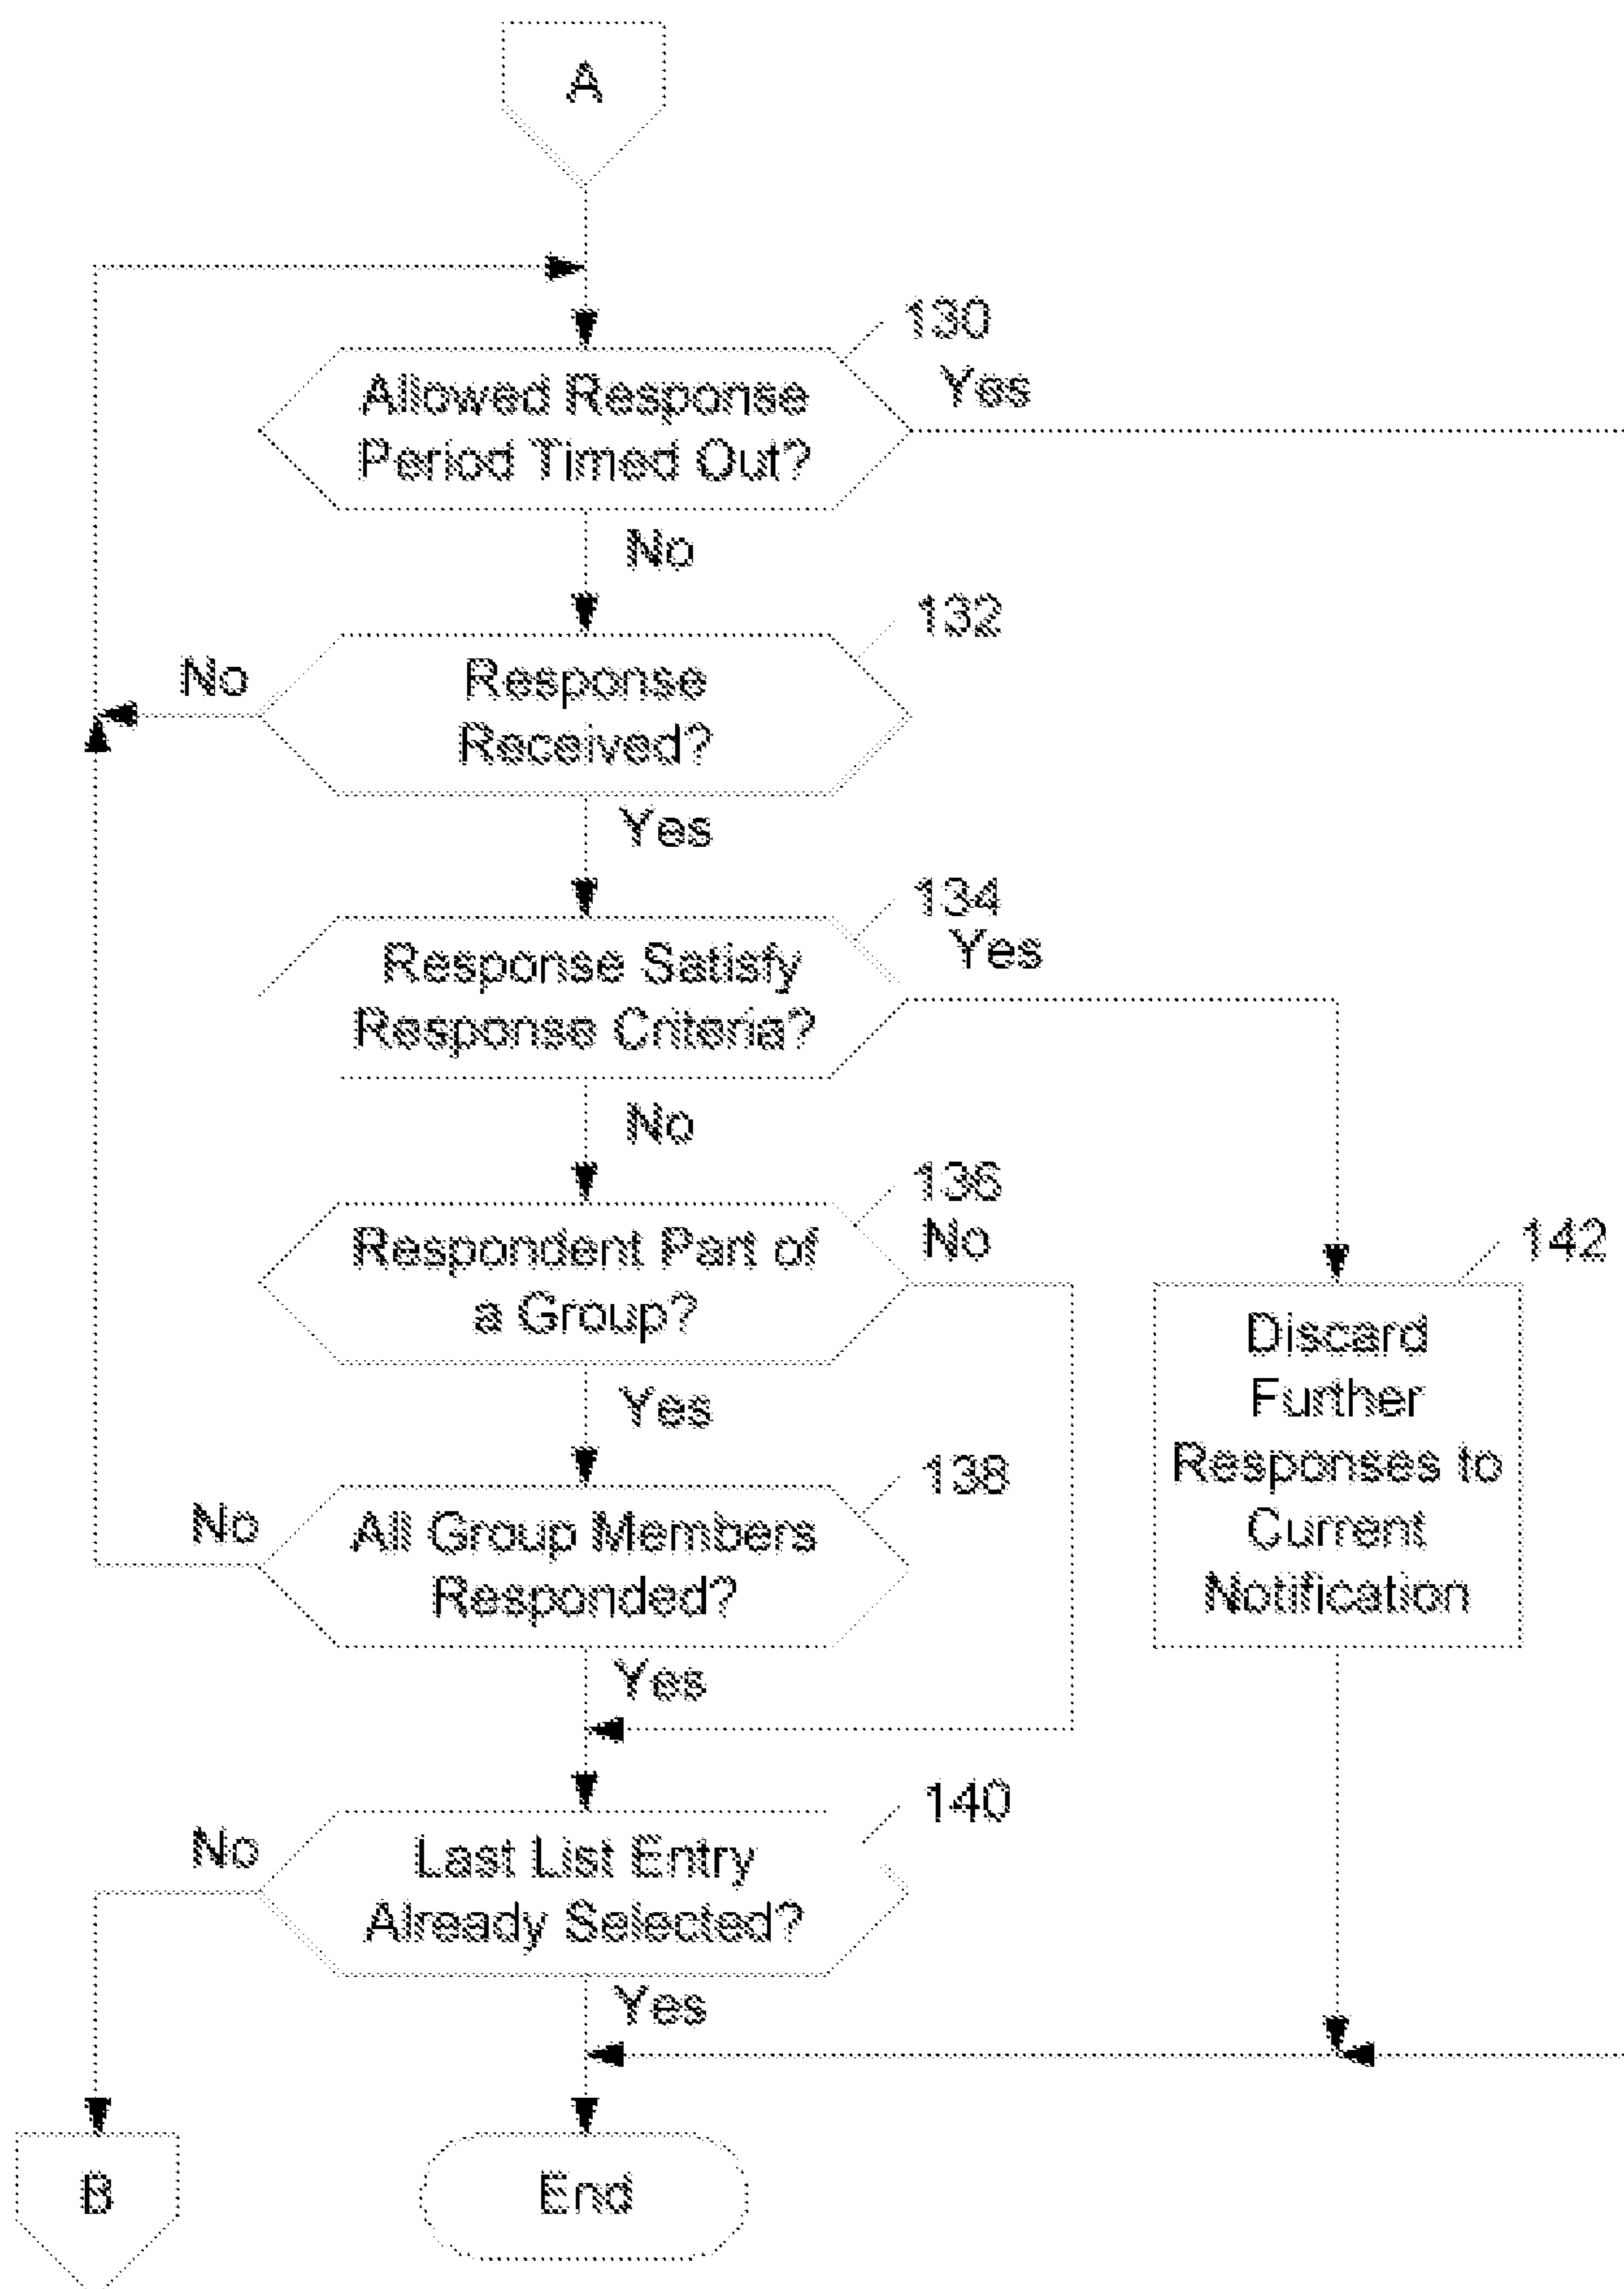 A
130
Allowed Response
Period Timed Out?
Yes
No
132
Response
Received?
No
Yes
134
Response Satisfy
Response Criteria?
Yes
No
136
Respondent Part of
a Group?
No
Yes
138
All Group Members
Responded?
No
Yes
142
Discard
Further
Responses to
Current
Notification
140
Last List Entry
Already Selected?
No
Yes
B
End